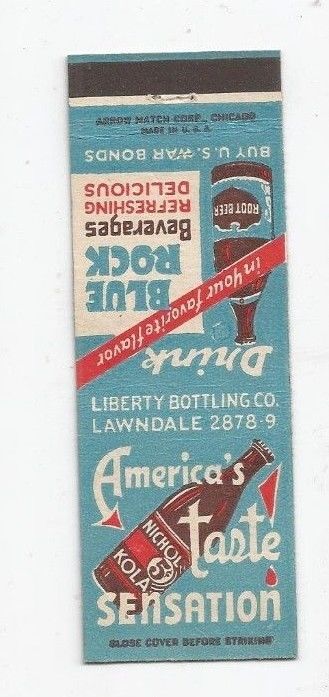 ARROW MATCH CORP., CHICAGO
MADE IN U. S. A.
Drink
in your favorite flavor
BLUE
ROCK
Beverages
REFRESHING
DELICIOUS
ROOT BEER
BUY U.S. WAR BONDS
LIBERTY BOTTLING CO.
LAWNDALE 2878-9
America's
taste
SENSATION
NICHOL
5¢
KOLA
CLOSE COVER BEFORE STRIKING